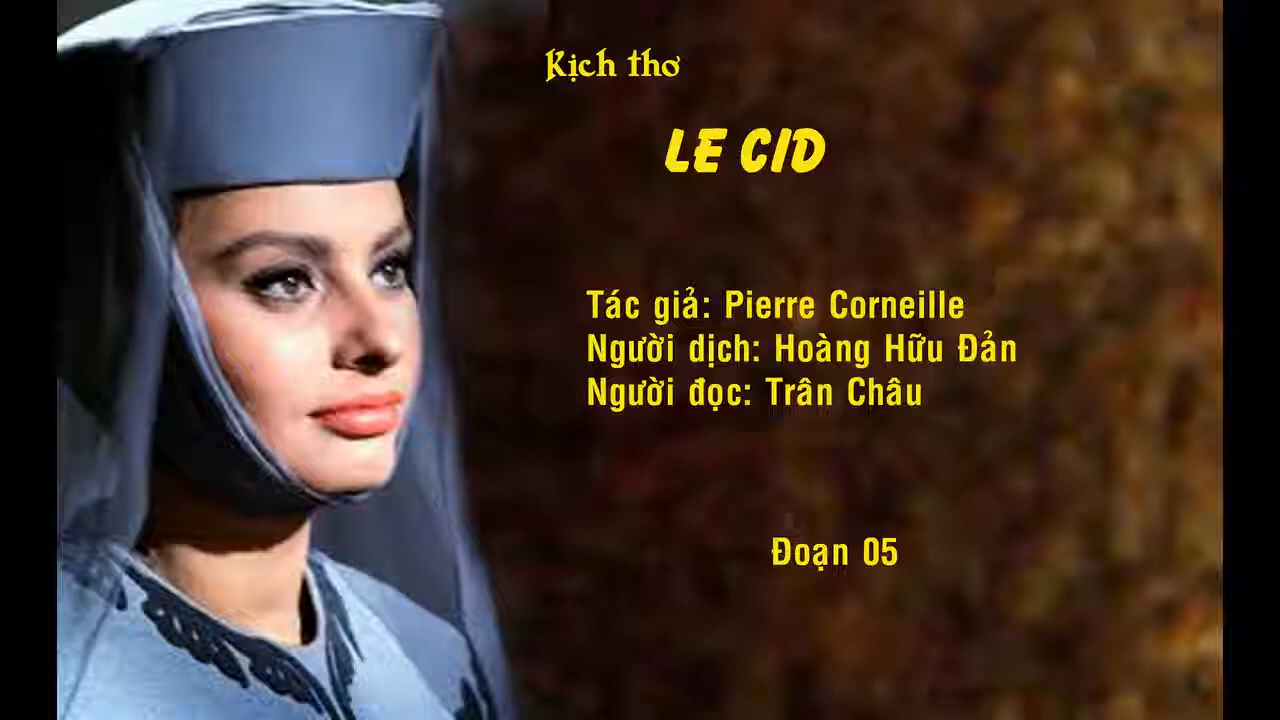 Kịch thơ
LE CID
Tác giả: Pierre Corneille
Người dịch: Hoàng Hữu Đản
Người đọc: Trân Châu
Đoạn 05